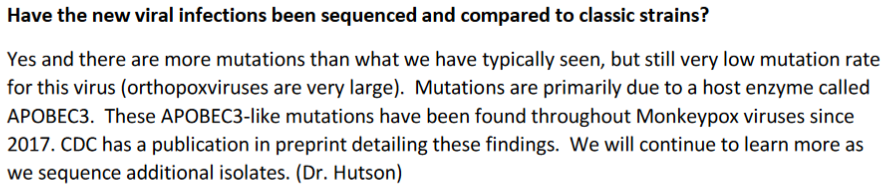 Have the new viral infections been sequenced and compared to classic strains?
Yes and there are more mutations than what we have typically seen, but still very low mutation rate
for this virus (orthopoxviruses are very large).  Mutations are primarily due to a host enzyme called
APOBEC3.  These APOBEC3-like mutations have been found throughout Monkeypox viruses since
2017. CDC has a publication in preprint detailing these findings.  We will continue to learn more as
we sequence additional isolates. (Dr. Hutson)